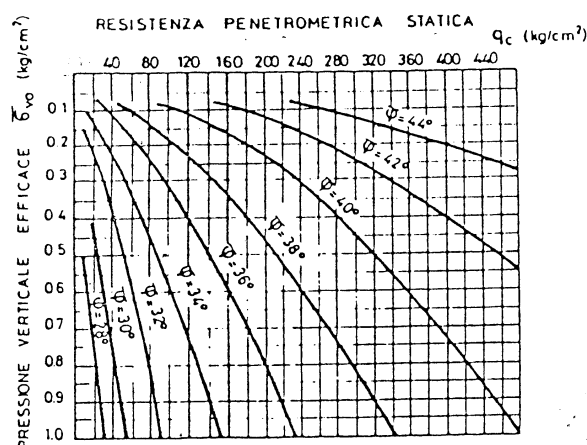 RESISTENZA PENETROMETRICA STATICA
qc (kg/cm²)
10 40 80 120 160 200 240 280 320 360 400 440
PRESSIONE VERTICALE EFFICACE σ̄vo (kg/cm²)
0.1
0.2
0.3
0.4
0.5
0.6
0.7
0.8
0.9
1.0
φ=44°
φ=42°
φ=40°
φ=38°
φ=36°
φ=34°
φ=32°
φ=30°
φ=28°